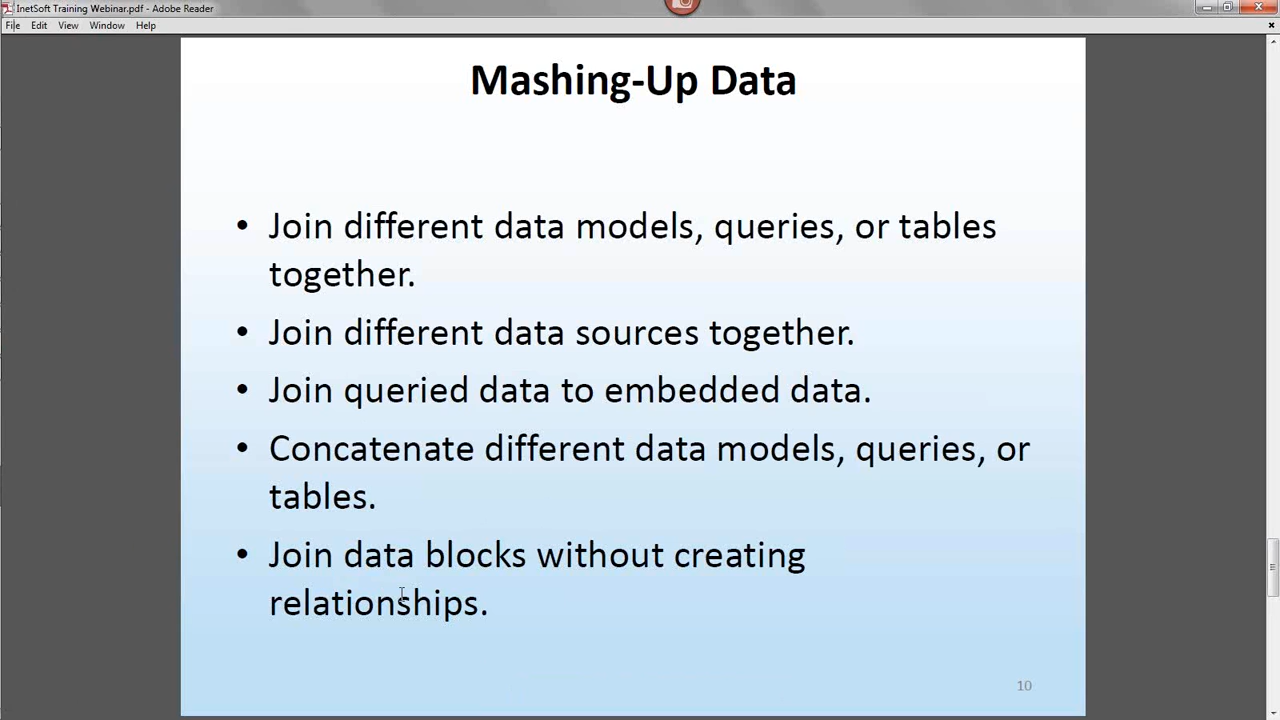 InetSoft Training Webinar.pdf - Adobe Reader
File Edit View Window Help
Mashing-Up Data
• Join different data models, queries, or tables
together.
• Join different data sources together.
• Join queried data to embedded data.
• Concatenate different data models, queries, or
tables.
• Join data blocks without creating
relationships.
10